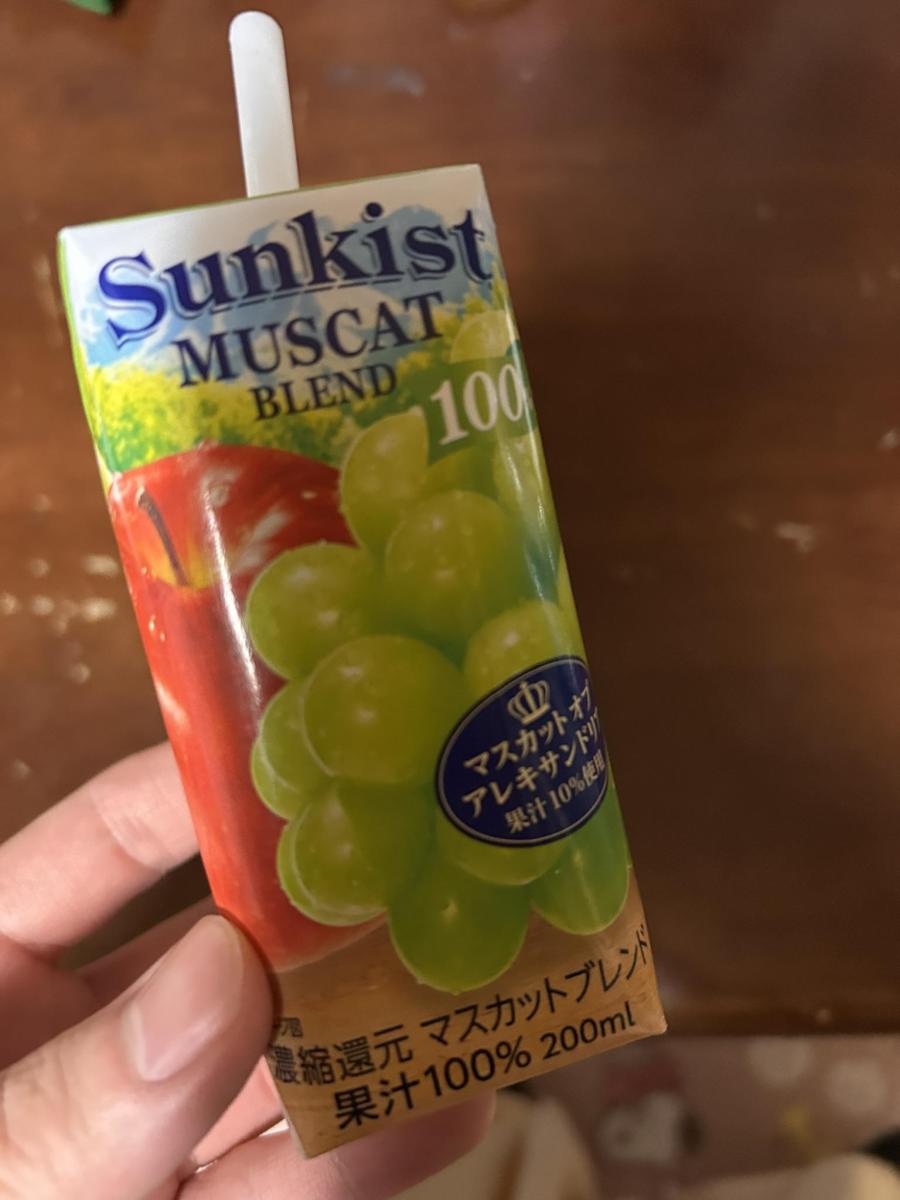 Sunkist
MUSCAT
BLEND
100
マスカット オブ
アレキサンドリア
果汁10%使用
濃縮還元 マスカットブレンド
果汁100% 200ml